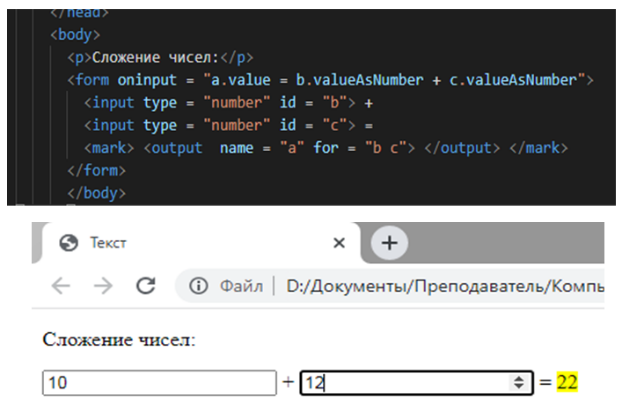 </head>
<body>
<p>Сложение чисел:</p>
<form oninput = "a.value = b.valueAsNumber + c.valueAsNumber">
<input type = "number" id = "b"> +
<input type = "number" id = "c"> =
<mark> <output  name = "a" for = "b c"> </output> </mark>
</form>
</body>
Текст
Файл | D:/Документы/Преподаватель/Компь
Сложение чисел:
10 + 12 = 22